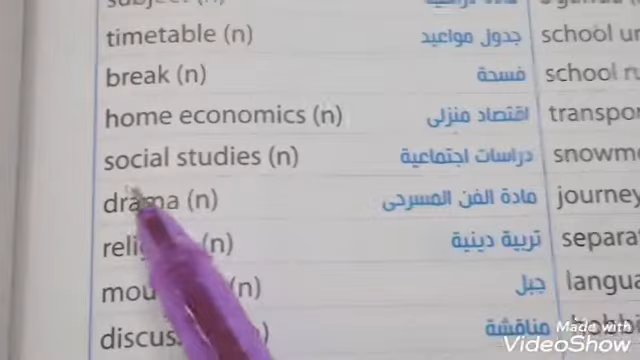 timetable (n) جدول مواعيد school
break (n) فسحة school
home economics (n) اقتصاد منزلى
social studies (n) دراسات اجتماعية
drama (n) مادة الفن المسرحى journey
(n) تربية دينية
(n) جبل
مناقشة
Made with
VideoShow